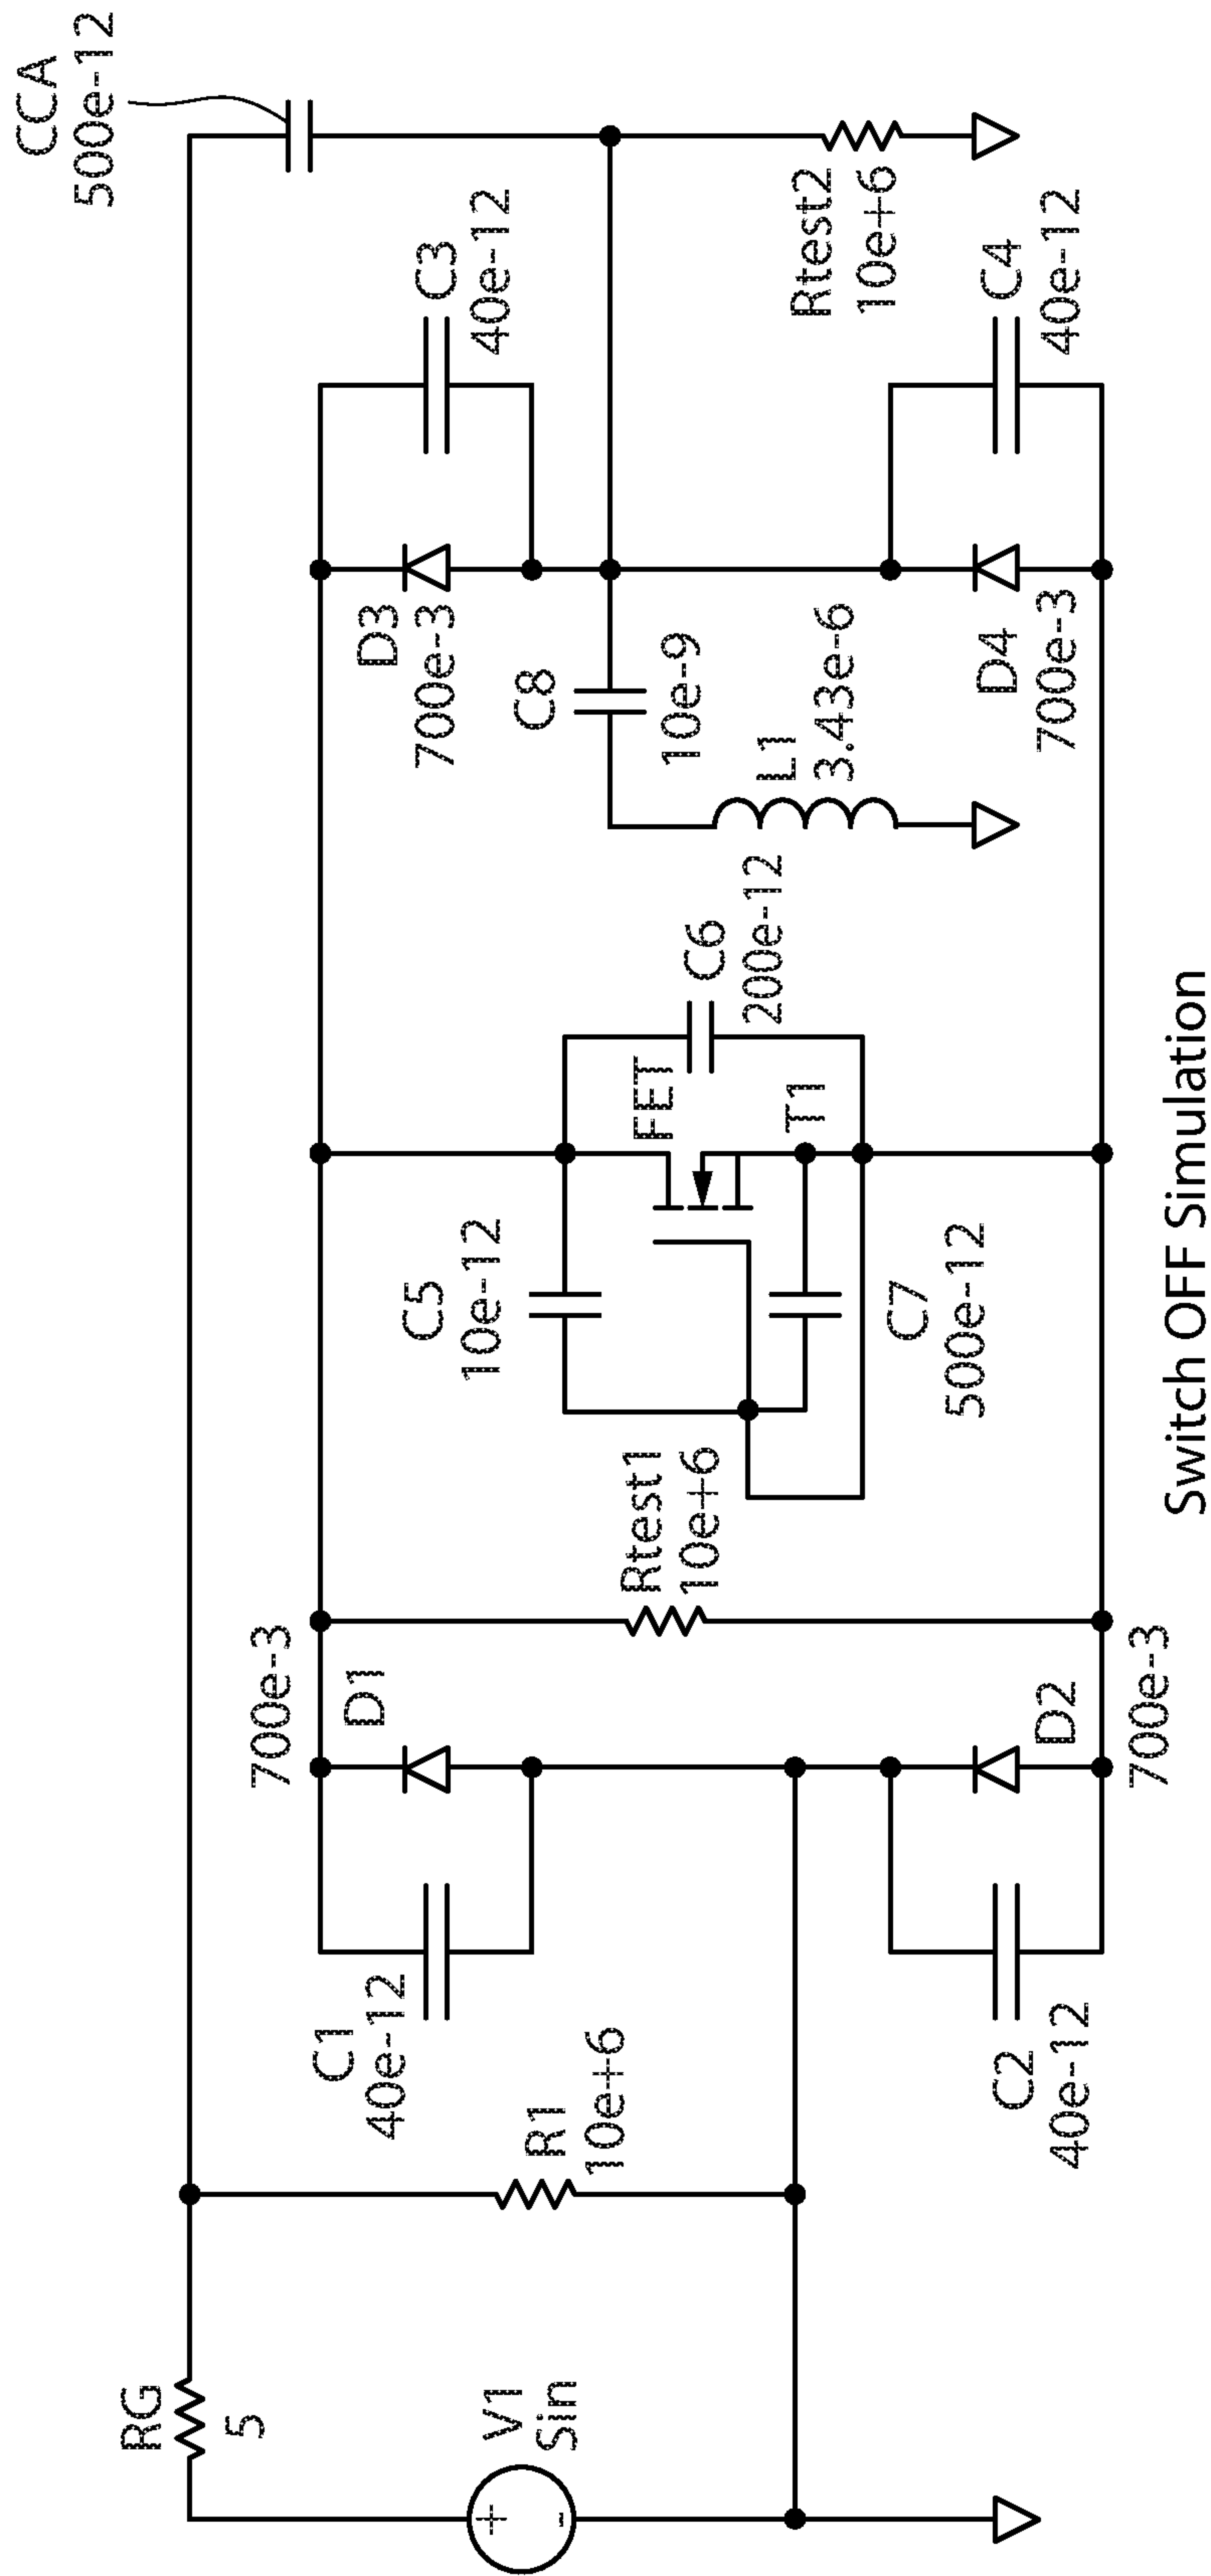 RG
5
V1
Sin
+
-
R1
10e+6
C1
40e-12
C2
40e-12
700e-3
D1
D2
700e-3
Rtest1
10e+6
C5
10e-12
C7
500e-12
FET
T1
C6
200e-12
L1
3.43e-6
C8
10e-9
D3
700e-3
D4
700e-3
C3
40e-12
C4
40e-12
Rtest2
10e+6
CCA
500e-12
Switch OFF Simulation